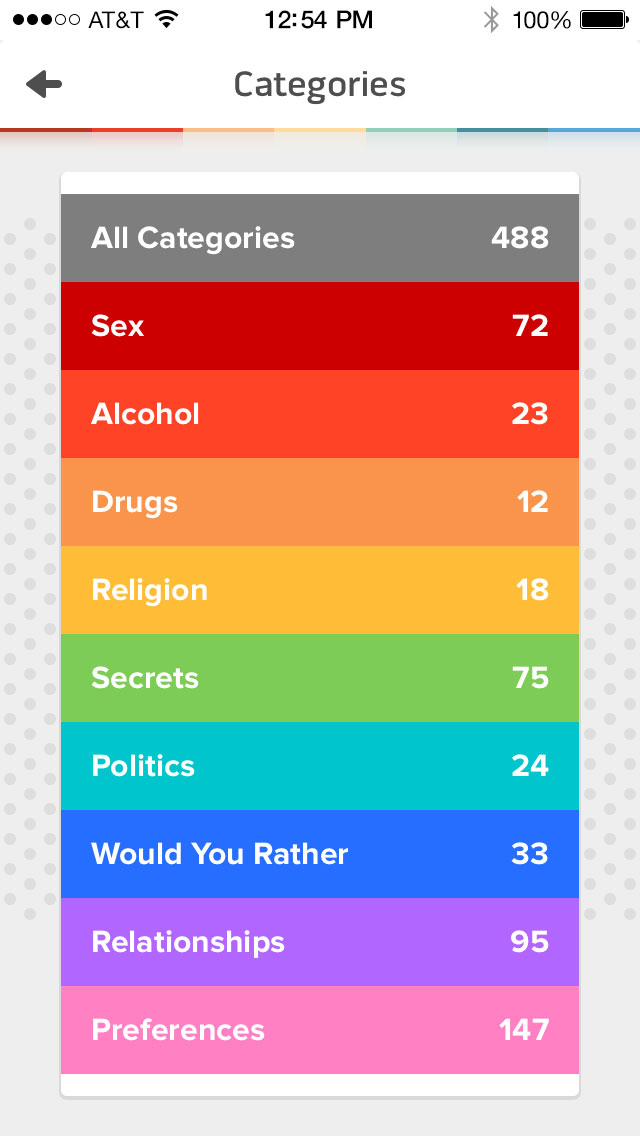 AT&T 12:54 PM 100%
Categories
All Categories 488
Sex 72
Alcohol 23
Drugs 12
Religion 18
Secrets 75
Politics 24
Would You Rather 33
Relationships 95
Preferences 147